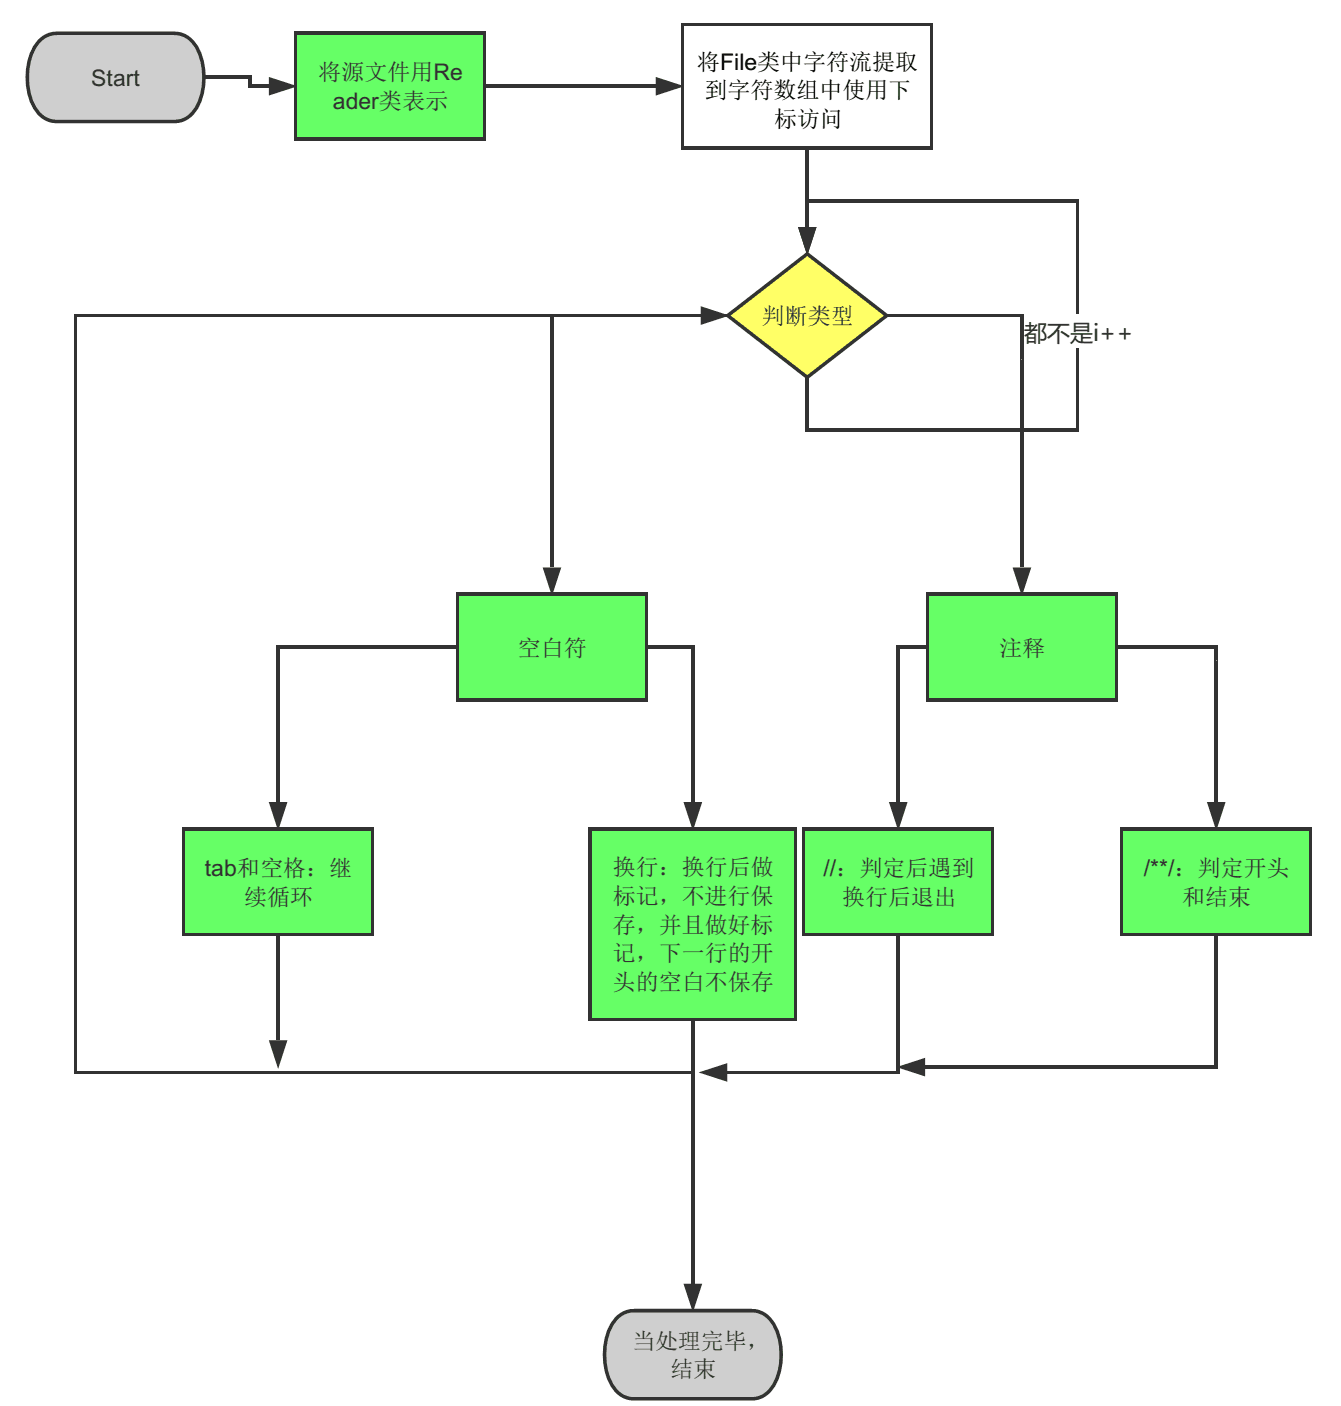 Start
将源文件用Re
ader类表示
将File类中字符流提取
到字符数组中使用下
标访问
判断类型
都不是i++
空白符
注释
tab和空格：继
续循环
换行：换行后做
标记，不进行保
存，并且做好标
记，下一行的开
头的空白不保存
//：判定后遇到
换行后退出
/**/：判定开头
和结束
当处理完毕，
结束